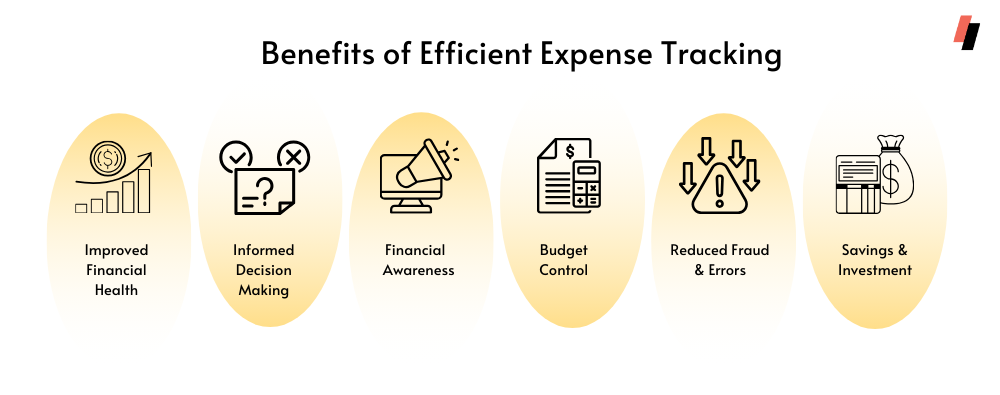 Benefits of Efficient Expense Tracking
Improved
Financial
Health
Informed
Decision
Making
Financial
Awareness
Budget
Control
Reduced Fraud
& Errors
Savings &
Investment